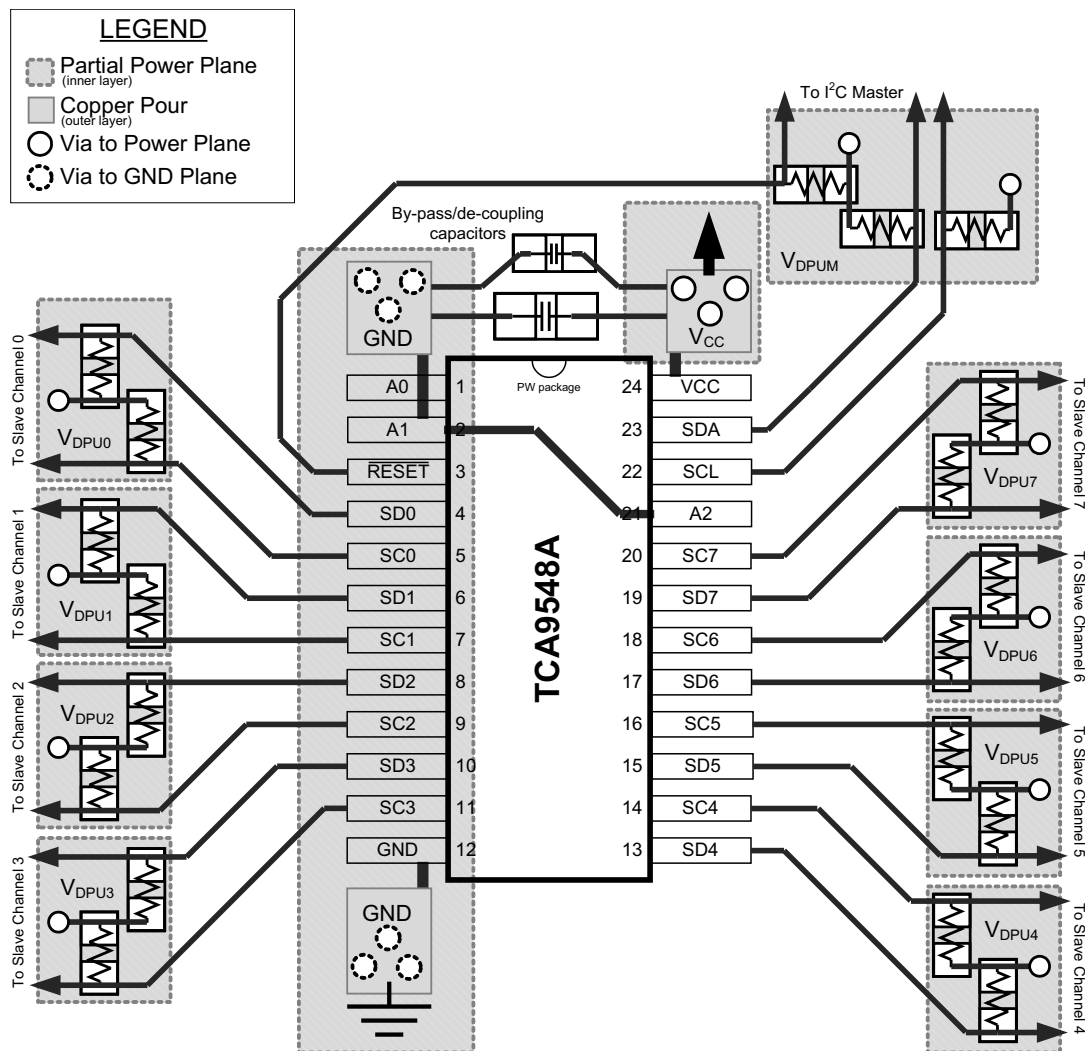 LEGEND
Partial Power Plane
(inner layer)
Copper Pour
(outer layer)
Via to Power Plane
Via to GND Plane
To I²C Master
By-pass/de-coupling
capacitors
VDPUM
GND
VCC
PW package
TCA9548A
A0 1
A1 2
RESET 3
SD0 4
SC0 5
SD1 6
SC1 7
SD2 8
SC2 9
SD3 10
SC3 11
GND 12
24 VCC
23 SDA
22 SCL
21 A2
20 SC7
19 SD7
18 SC6
17 SD6
16 SC5
15 SD5
14 SC4
13 SD4
GND
To Slave Channel 0
VDPU0
To Slave Channel 1
VDPU1
To Slave Channel 2
VDPU2
To Slave Channel 3
VDPU3
To Slave Channel 7
VDPU7
To Slave Channel 6
VDPU6
To Slave Channel 5
VDPU5
To Slave Channel 4
VDPU4